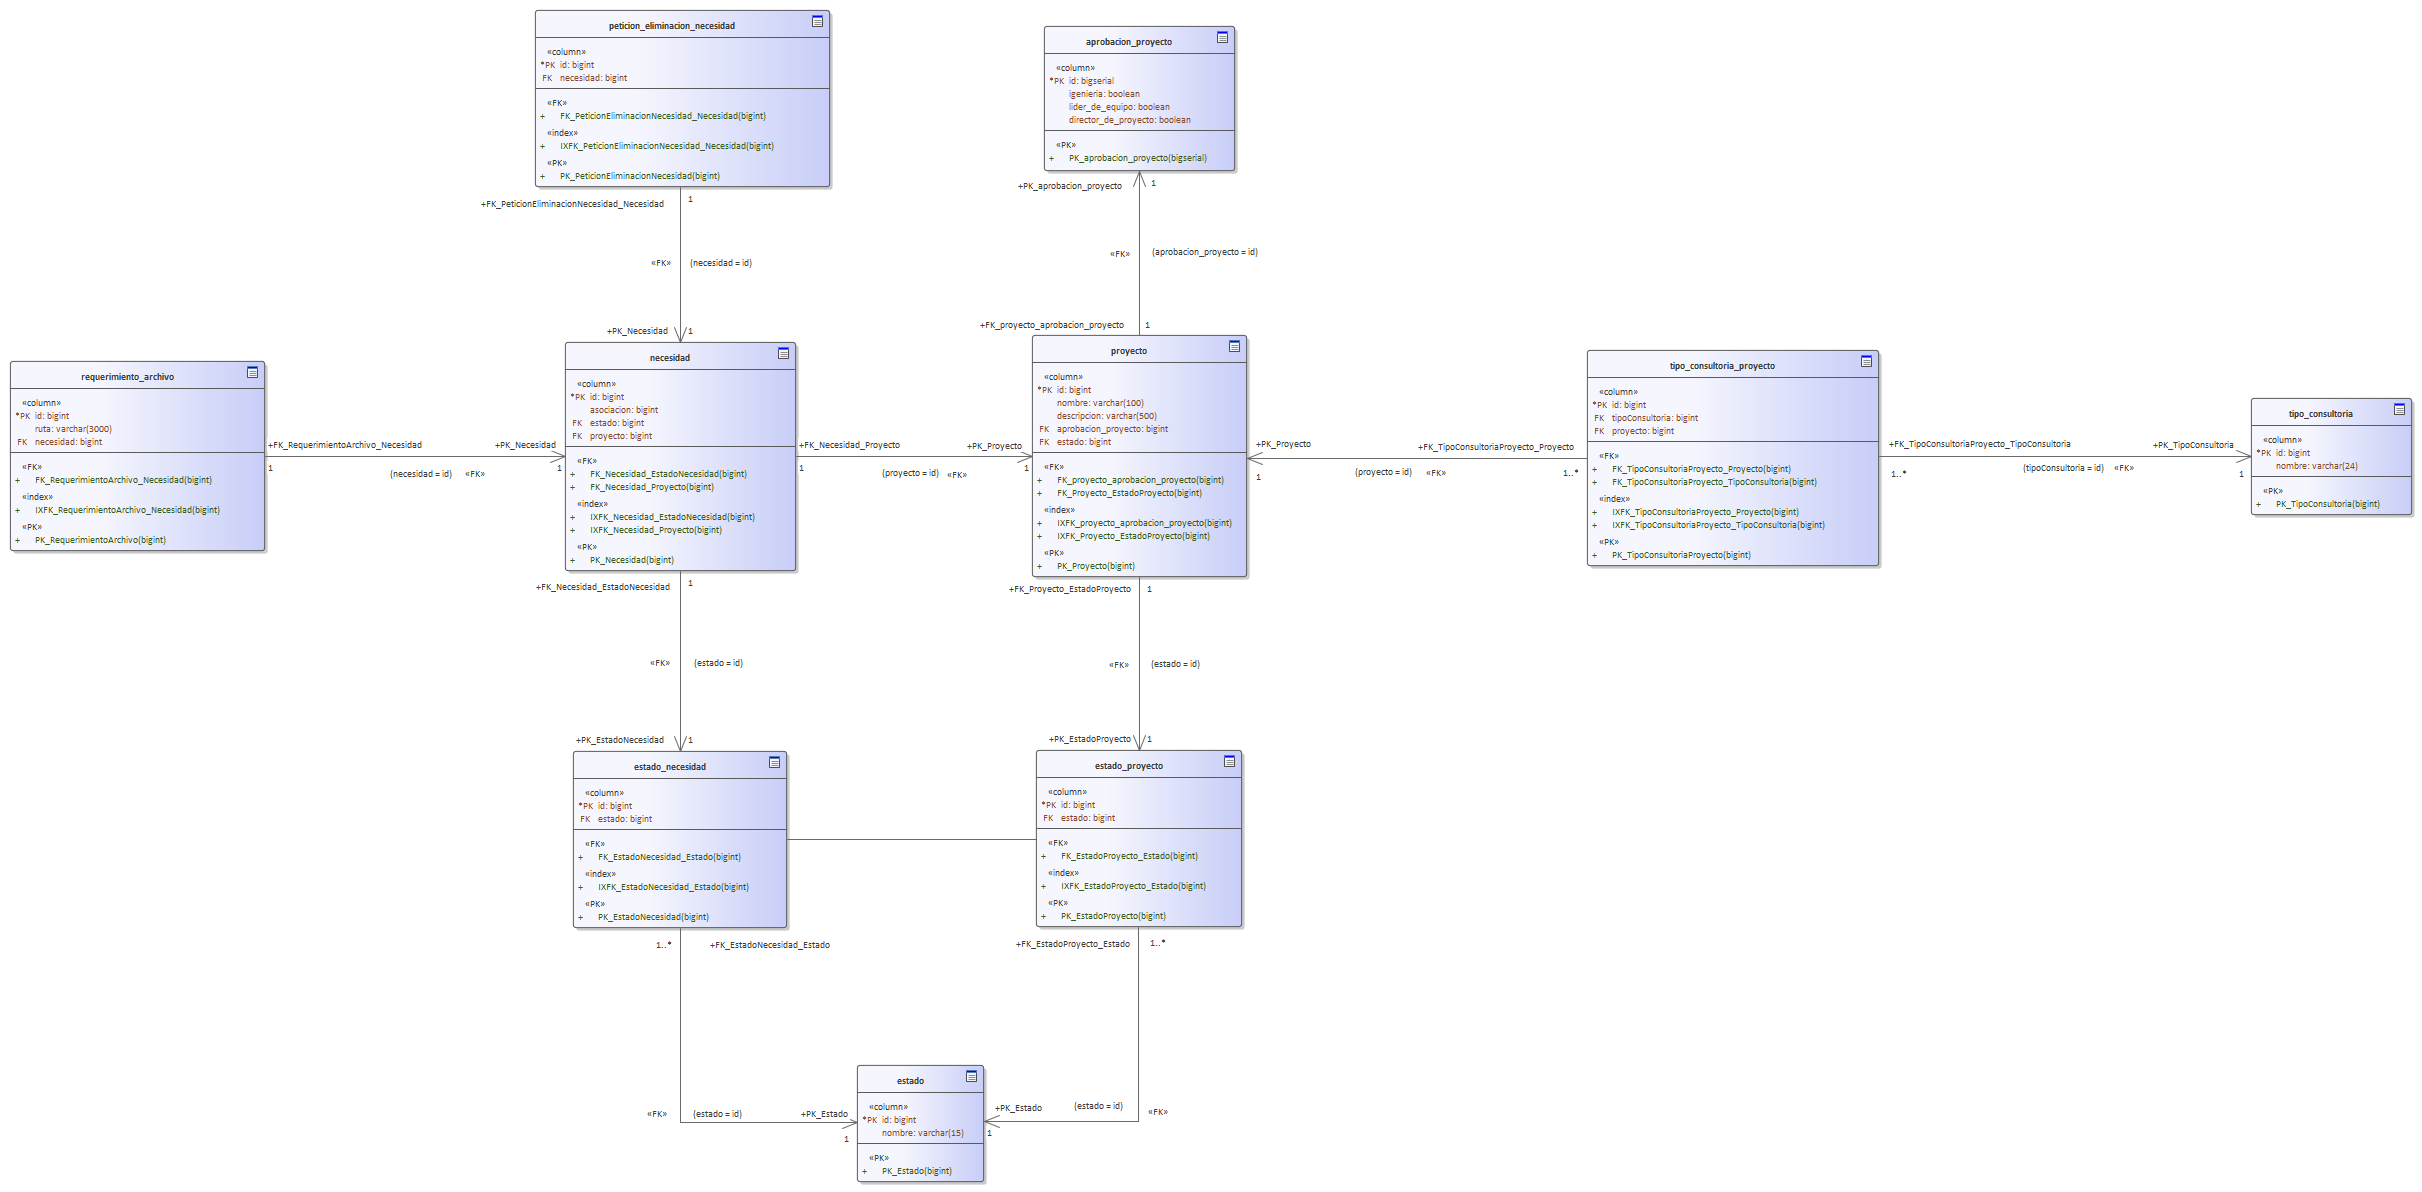 peticion_eliminacion_necesidad
«column»
*PK id: bigint
FK necesidad: bigint
«FK»
+ FK_PeticionEliminacionNecesidad_Necesidad(bigint)
«index»
+ IXFK_PeticionEliminacionNecesidad_Necesidad(bigint)
«PK»
+ PK_PeticionEliminacionNecesidad(bigint)
aprobacion_proyecto
«column»
*PK id: bigserial
igenieria: boolean
lider_de_equipo: boolean
director_de_proyecto: boolean
«PK»
+ PK_aprobacion_proyecto(bigserial)
+FK_PeticionEliminacionNecesidad_Necesidad
1
«FK»
(necesidad = id)
+PK_Necesidad
1
+PK_aprobacion_proyecto
1
«FK»
(aprobacion_proyecto = id)
+FK_proyecto_aprobacion_proyecto
1
requerimiento_archivo
«column»
*PK id: bigint
ruta: varchar(3000)
FK necesidad: bigint
«FK»
+ FK_RequerimientoArchivo_Necesidad(bigint)
«index»
+ IXFK_RequerimientoArchivo_Necesidad(bigint)
«PK»
+ PK_RequerimientoArchivo(bigint)
+FK_RequerimientoArchivo_Necesidad
1
(necesidad = id)
«FK»
+PK_Necesidad
1
necesidad
«column»
*PK id: bigint
asociacion: bigint
FK estado: bigint
FK proyecto: bigint
«FK»
+ FK_Necesidad_EstadoNecesidad(bigint)
+ FK_Necesidad_Proyecto(bigint)
«index»
+ IXFK_Necesidad_EstadoNecesidad(bigint)
+ IXFK_Necesidad_Proyecto(bigint)
«PK»
+ PK_Necesidad(bigint)
+FK_Necesidad_Proyecto
1
(proyecto = id)
«FK»
+PK_Proyecto
1
proyecto
«column»
*PK id: bigint
nombre: varchar(100)
descripcion: varchar(500)
FK aprobacion_proyecto: bigint
FK estado: bigint
«FK»
+ FK_proyecto_aprobacion_proyecto(bigint)
+ FK_Proyecto_EstadoProyecto(bigint)
«index»
+ IXFK_proyecto_aprobacion_proyecto(bigint)
+ IXFK_Proyecto_EstadoProyecto(bigint)
«PK»
+ PK_Proyecto(bigint)
+PK_Proyecto
1
(proyecto = id)
«FK»
+FK_TipoConsultoriaProyecto_Proyecto
1..*
tipo_consultoria_proyecto
«column»
*PK id: bigint
FK tipoConsultoria: bigint
FK proyecto: bigint
«FK»
+ FK_TipoConsultoriaProyecto_Proyecto(bigint)
+ FK_TipoConsultoriaProyecto_TipoConsultoria(bigint)
«index»
+ IXFK_TipoConsultoriaProyecto_Proyecto(bigint)
+ IXFK_TipoConsultoriaProyecto_TipoConsultoria(bigint)
«PK»
+ PK_TipoConsultoriaProyecto(bigint)
+FK_TipoConsultoriaProyecto_TipoConsultoria
1..*
(tipoConsultoria = id)
«FK»
+PK_TipoConsultoria
1
tipo_consultoria
«column»
*PK id: bigint
nombre: varchar(24)
«PK»
+ PK_TipoConsultoria(bigint)
+FK_Necesidad_EstadoNecesidad
1
«FK»
(estado = id)
+PK_EstadoNecesidad
1
+FK_Proyecto_EstadoProyecto
1
«FK»
(estado = id)
+PK_EstadoProyecto
1
estado_necesidad
«column»
*PK id: bigint
FK estado: bigint
«FK»
+ FK_EstadoNecesidad_Estado(bigint)
«index»
+ IXFK_EstadoNecesidad_Estado(bigint)
«PK»
+ PK_EstadoNecesidad(bigint)
estado_proyecto
«column»
*PK id: bigint
FK estado: bigint
«FK»
+ FK_EstadoProyecto_Estado(bigint)
«index»
+ IXFK_EstadoProyecto_Estado(bigint)
«PK»
+ PK_EstadoProyecto(bigint)
1..*
+FK_EstadoNecesidad_Estado
+FK_EstadoProyecto_Estado
1..*
«FK»
(estado = id)
+PK_Estado
1
estado
«column»
*PK id: bigint
nombre: varchar(15)
«PK»
+ PK_Estado(bigint)
+PK_Estado
1
(estado = id)
«FK»